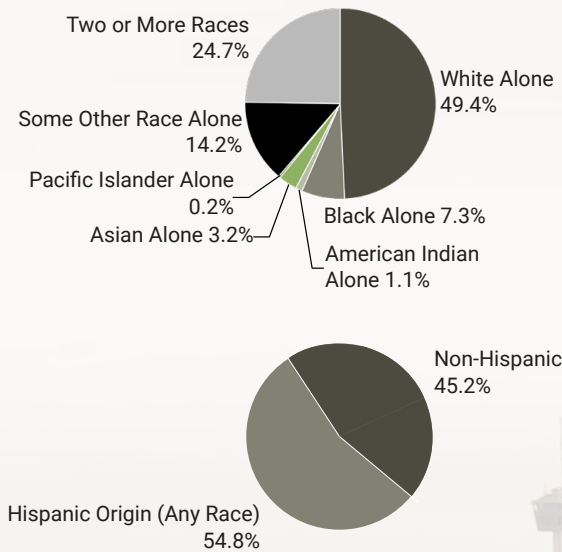 Two or More Races
24.7%
White Alone
49.4%
Some Other Race Alone
14.2%
Pacific Islander Alone
0.2%
Black Alone 7.3%
Asian Alone 3.2%
American Indian
Alone 1.1%
Non-Hispanic
45.2%
Hispanic Origin (Any Race)
54.8%